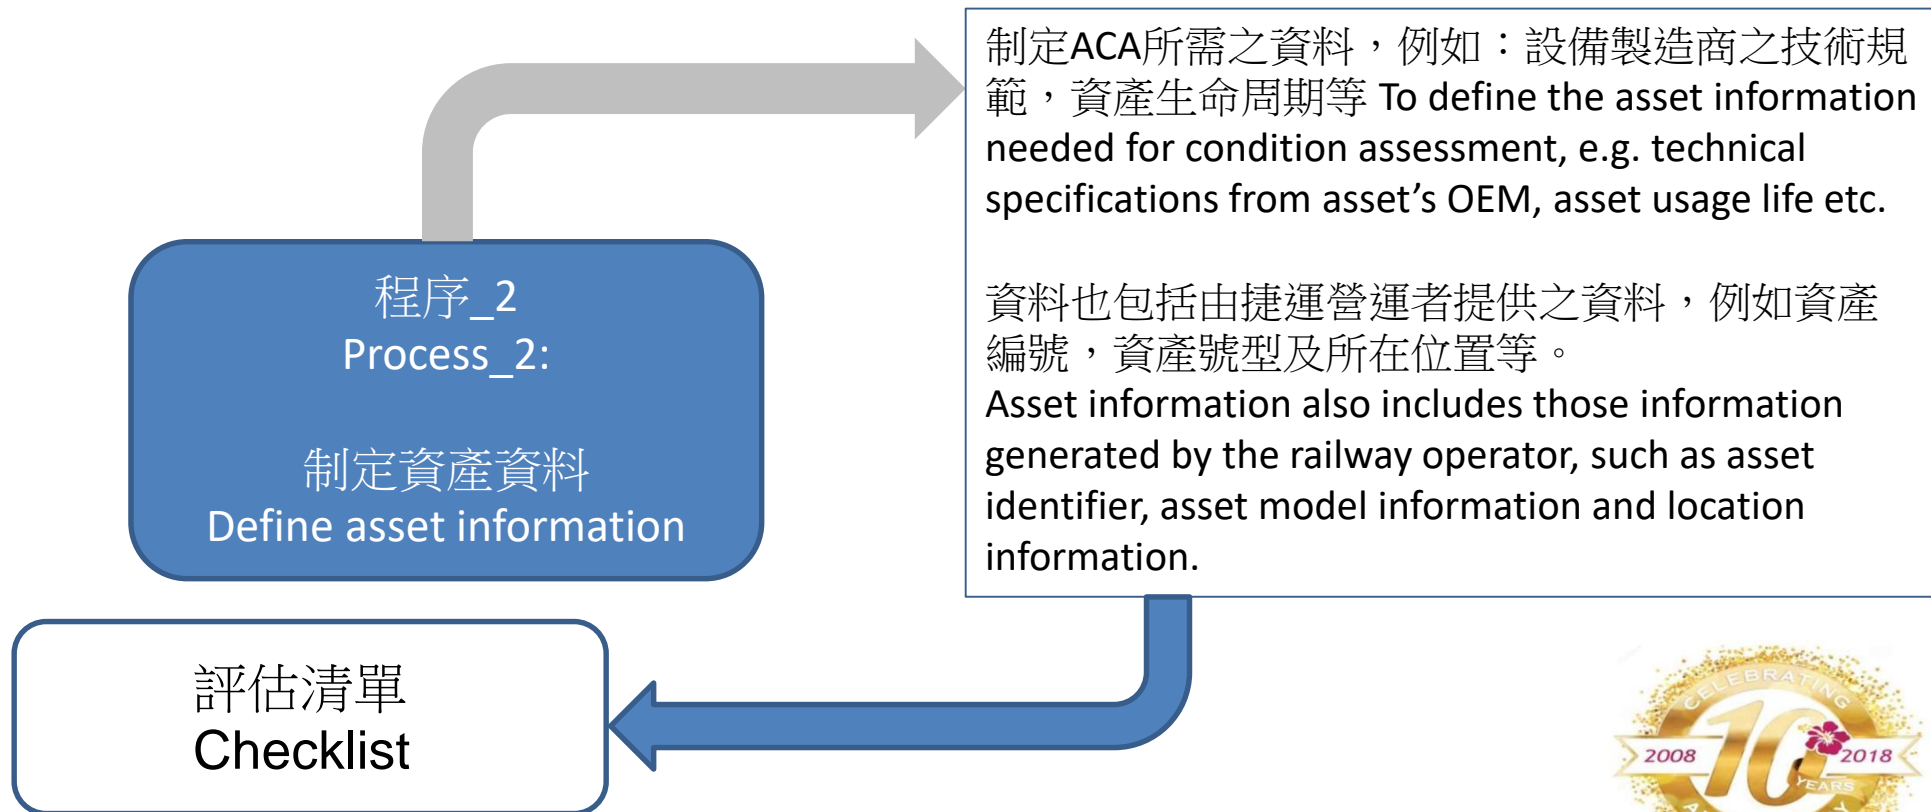 制定ACA所需之資料，例如：設備製造商之技術規
範，資產生命周期等 To define the asset information
needed for condition assessment, e.g. technical
specifications from asset’s OEM, asset usage life etc.
資料也包括由捷運營運者提供之資料，例如資產
編號，資產號型及所在位置等。
Asset information also includes those information
generated by the railway operator, such as asset
identifier, asset model information and location
information.
程序_2
Process_2:
制定資產資料
Define asset information
評估清單
Checklist
CELEBRATING
10
2008
2018
YEARS